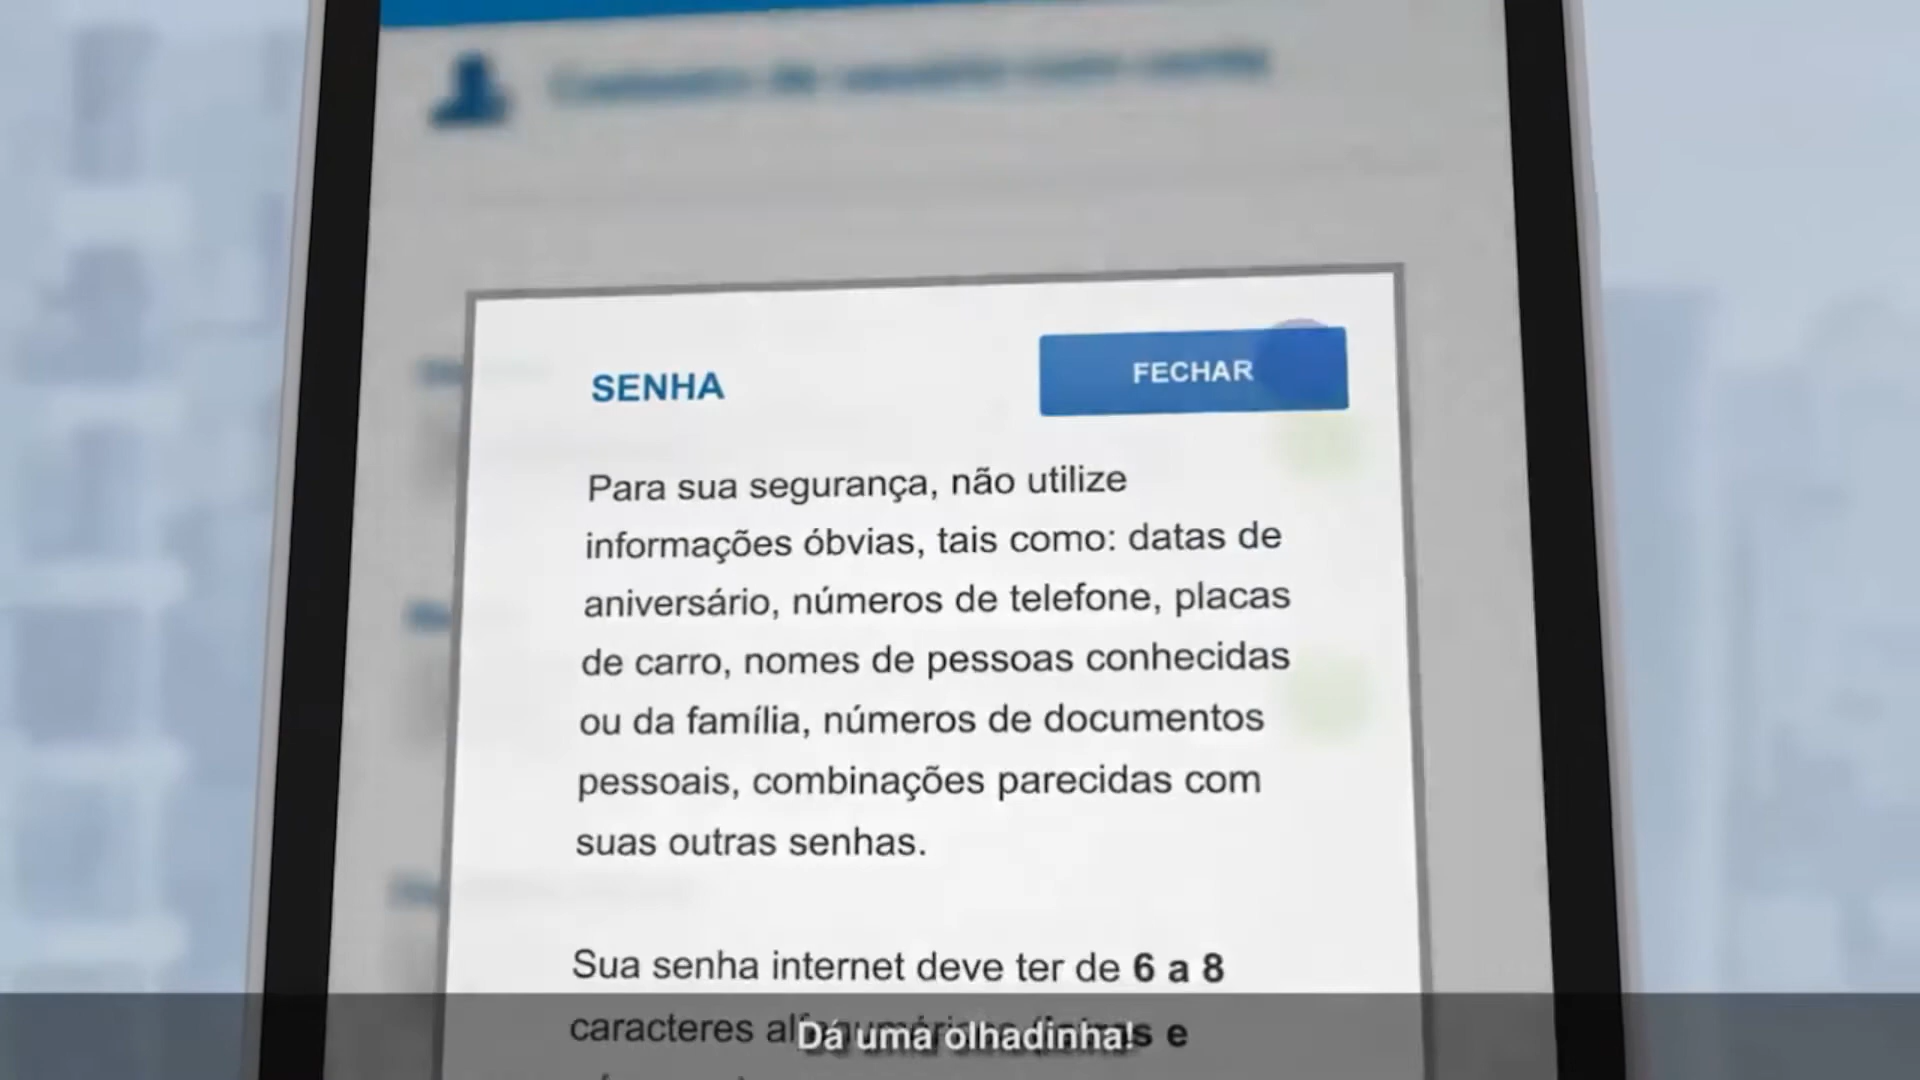 SENHA
FECHAR
Para sua segurança, não utilize
informações óbvias, tais como: datas de
aniversário, números de telefone, placas
de carro, nomes de pessoas conhecidas
ou da família, números de documentos
pessoais, combinações parecidas com
suas outras senhas.
Sua senha internet deve ter de 6 a 8
caracteres e
Dá uma olhadinha!